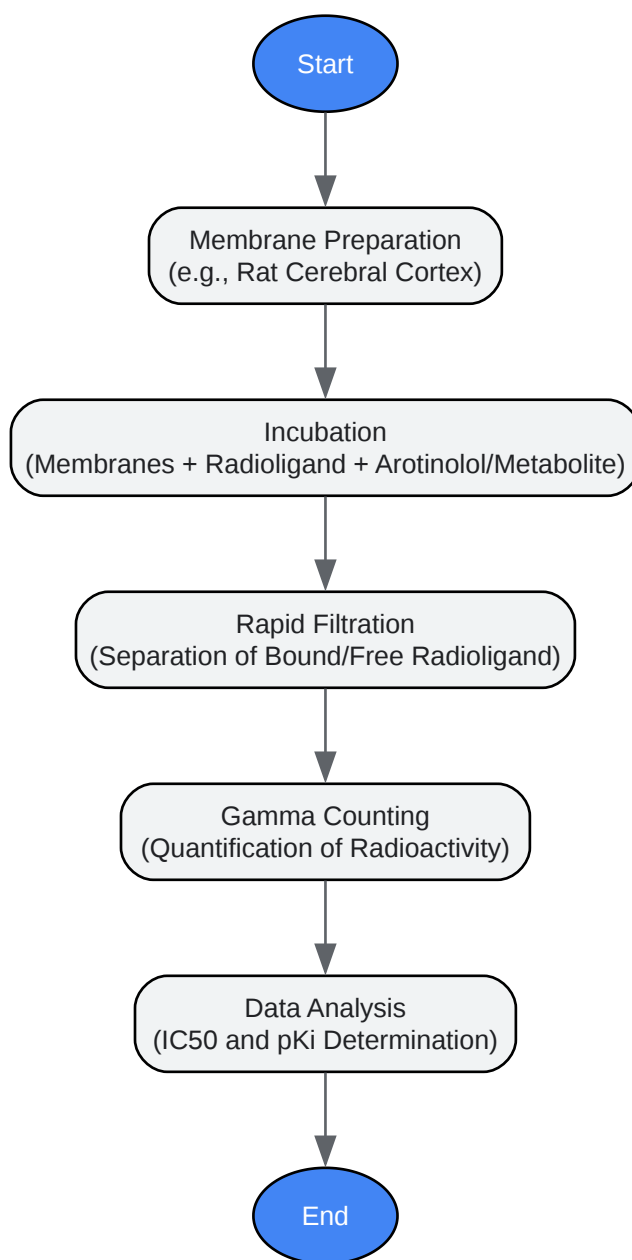 Start
Membrane Preparation
(e.g., Rat Cerebral Cortex)
Incubation
(Membranes + Radioligand + Arotinolol/Metabolite)
Rapid Filtration
(Separation of Bound/Free Radioligand)
Gamma Counting
(Quantification of Radioactivity)
Data Analysis
(IC50 and pKi Determination)
End